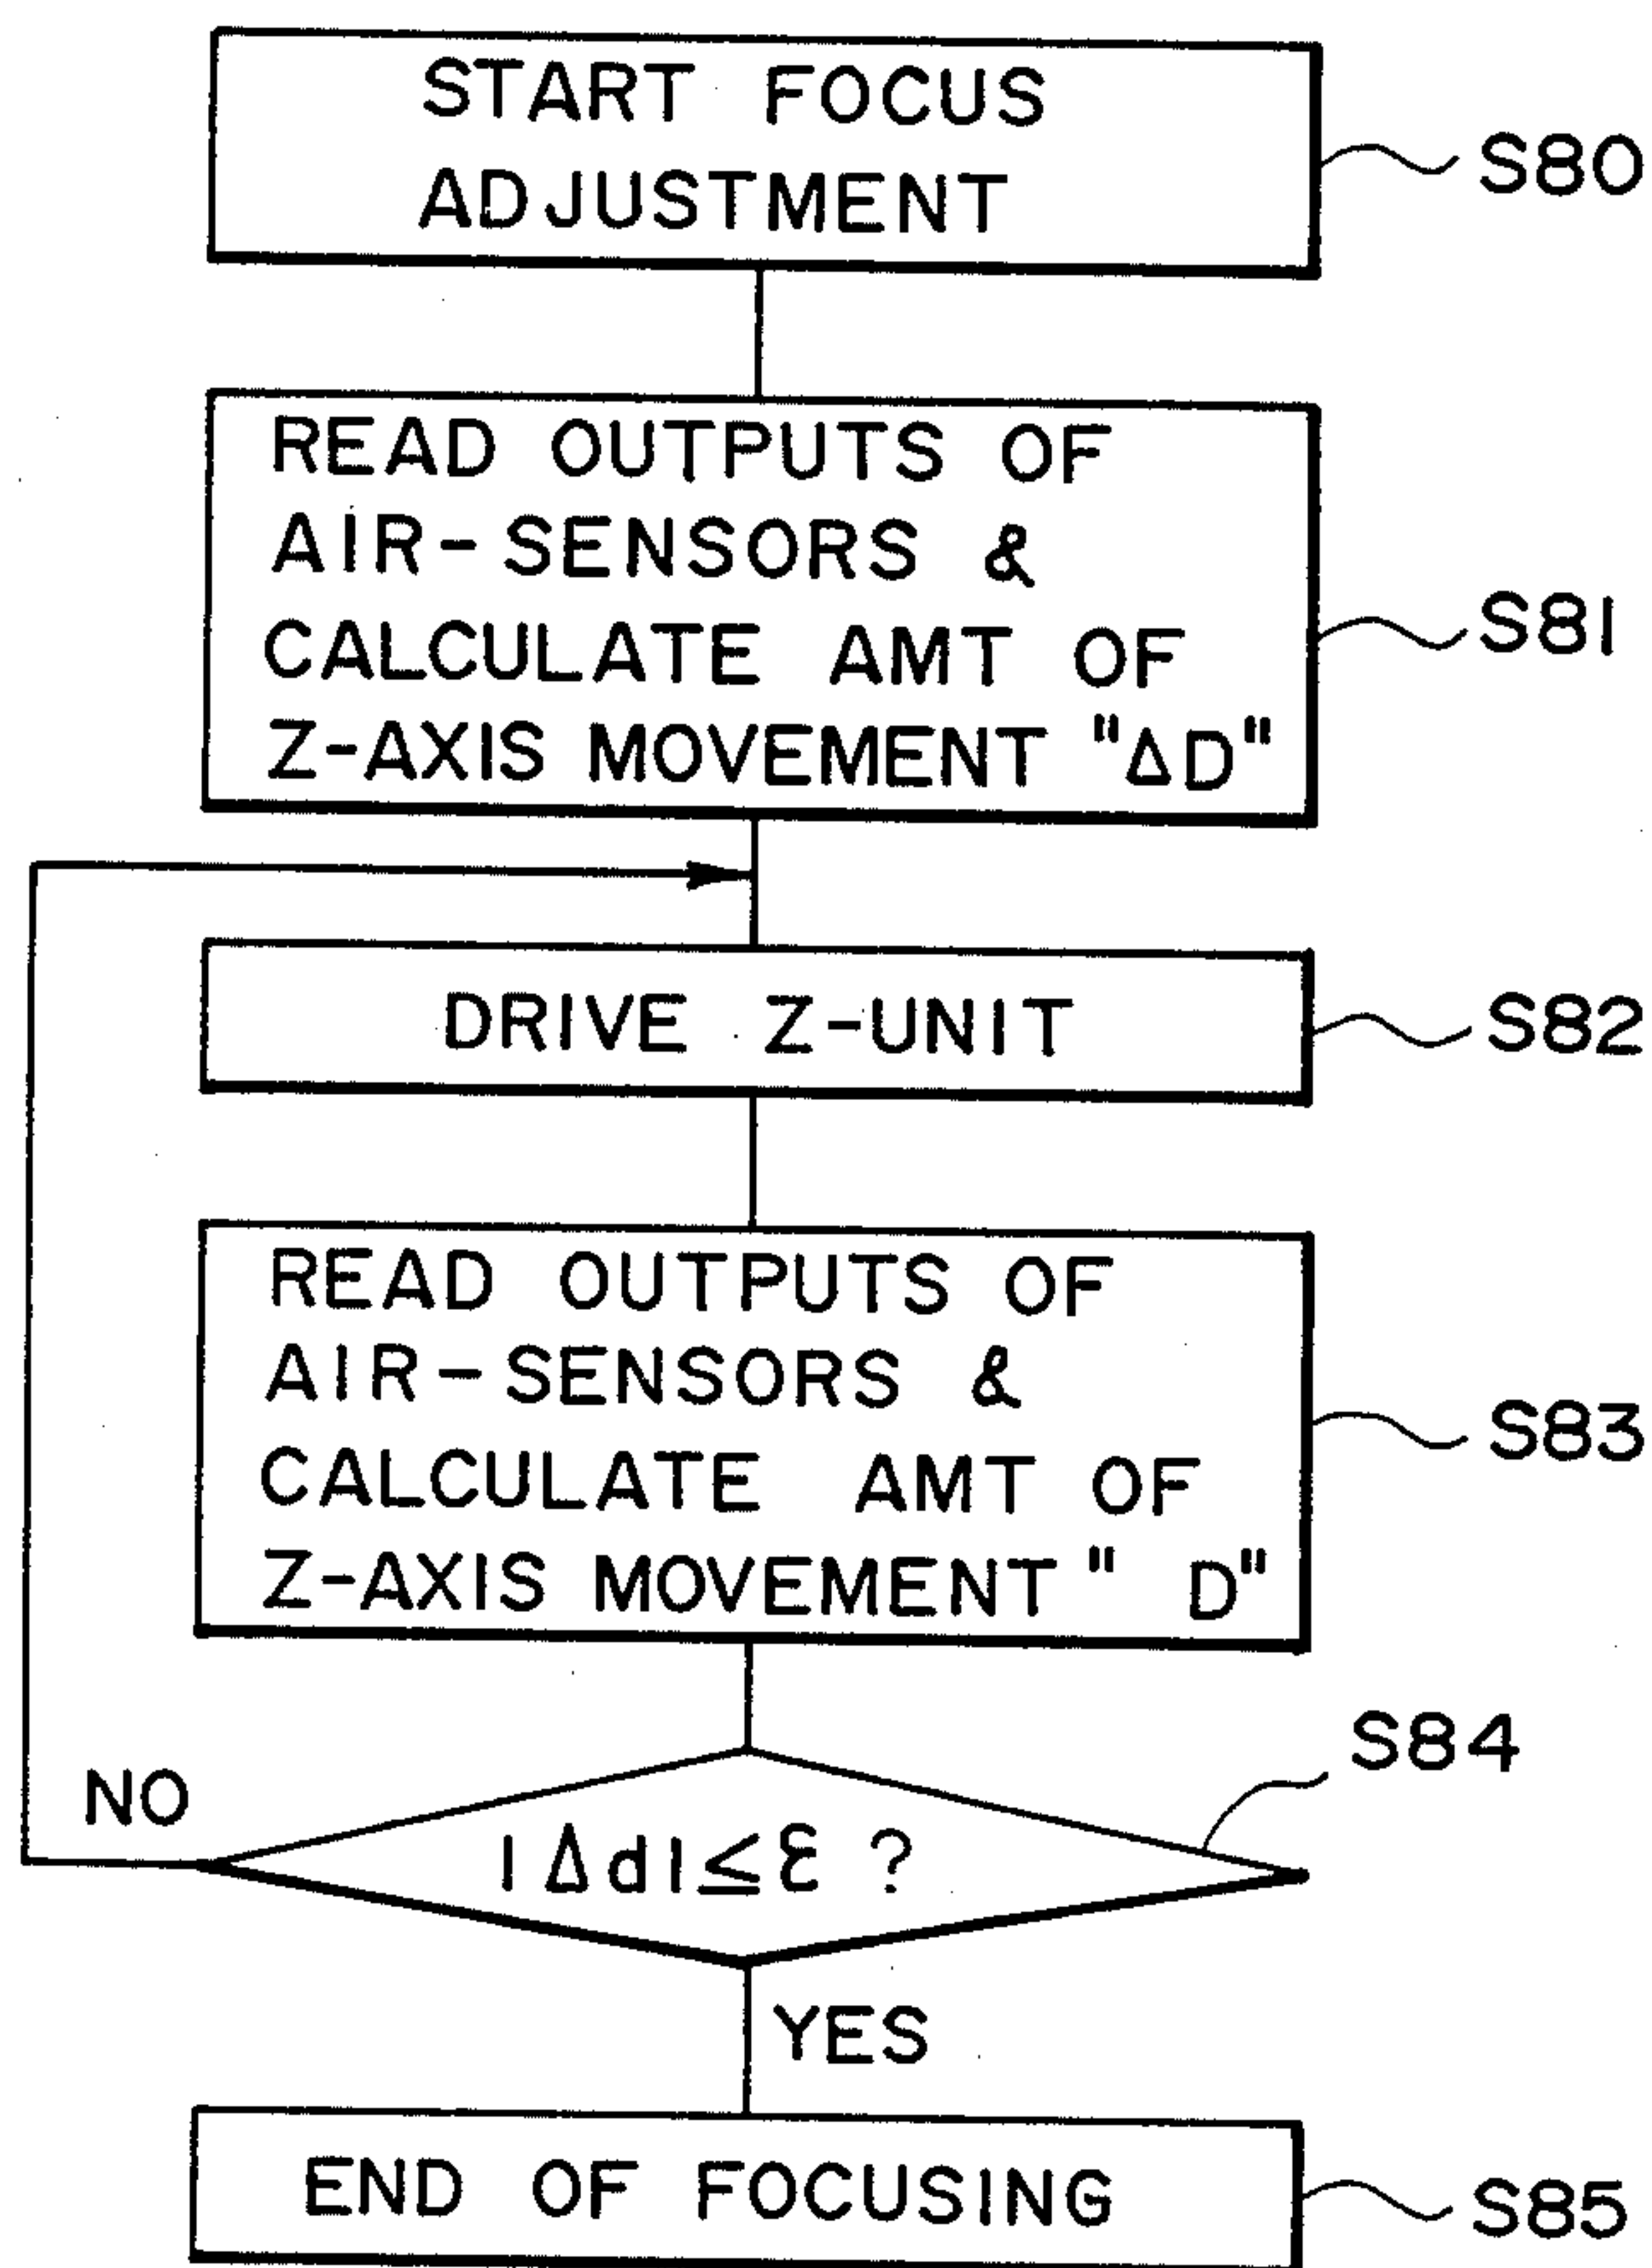 START FOCUS
ADJUSTMENT
S80
READ OUTPUTS OF
AIR-SENSORS &
CALCULATE AMT OF
Z-AXIS MOVEMENT "ΔD"
S81
DRIVE Z-UNIT
S82
READ OUTPUTS OF
AIR-SENSORS &
CALCULATE AMT OF
Z-AXIS MOVEMENT " D"
S83
S84
NO
|Δd|≤ε ?
YES
END OF FOCUSING
S85